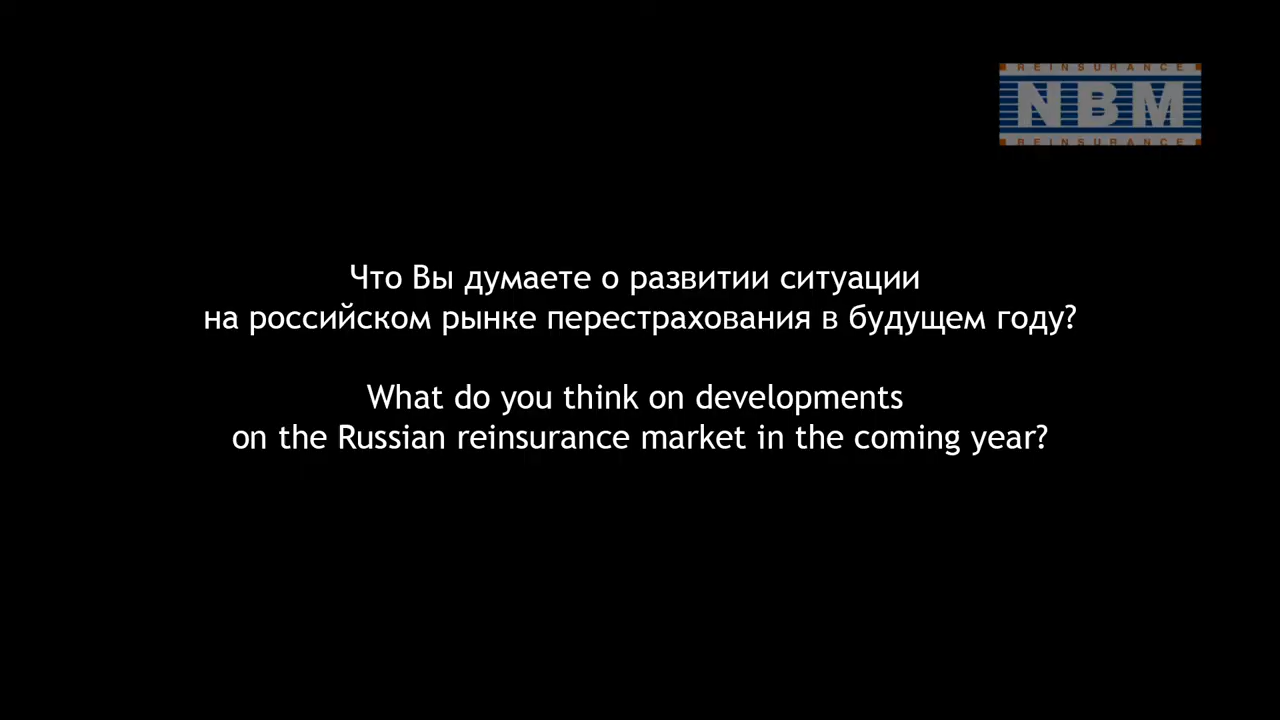 REINSURANCE
NBM
REINSURANCE
Что Вы думаете о развитии ситуации
на российском рынке перестрахования в будущем году?
What do you think on developments
on the Russian reinsurance market in the coming year?